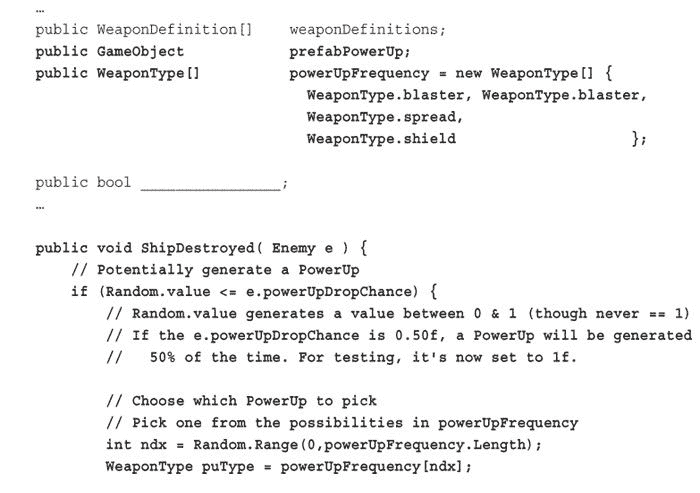 …
public WeaponDefinition[] weaponDefinitions;
public GameObject prefabPowerUp;
public WeaponType[] powerUpFrequency = new WeaponType[] {
WeaponType.blaster, WeaponType.blaster,
WeaponType.spread,
WeaponType.shield };
public bool ________________;
…
public void ShipDestroyed( Enemy e ) {
// Potentially generate a PowerUp
if (Random.value <= e.powerUpDropChance) {
// Random.value generates a value between 0 & 1 (though never == 1)
// If the e.powerUpDropChance is 0.50f, a PowerUp will be generated
// 50% of the time. For testing, it's now set to 1f.
// Choose which PowerUp to pick
// Pick one from the possibilities in powerUpFrequency
int ndx = Random.Range(0,powerUpFrequency.Length);
WeaponType puType = powerUpFrequency[ndx];